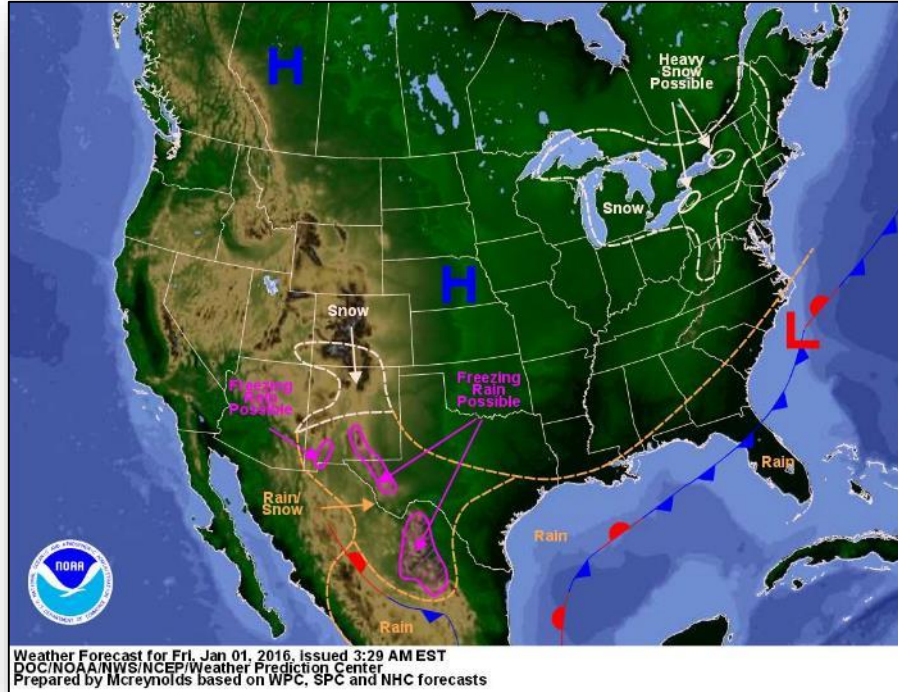 H
Heavy
Snow
Possible
Snow
H
Snow
L
Freezing
Rain
Possible
Freezing
Rain
Possible
Rain
Rain/
Snow
Rain
Rain
NOAA
Weather Forecast for Fri, Jan 01, 2016, issued 3:29 AM EST
DOC/NOAA/NWS/NCEP/Weather Prediction Center
Prepared by Mcreynolds based on WPC, SPC and NHC forecasts